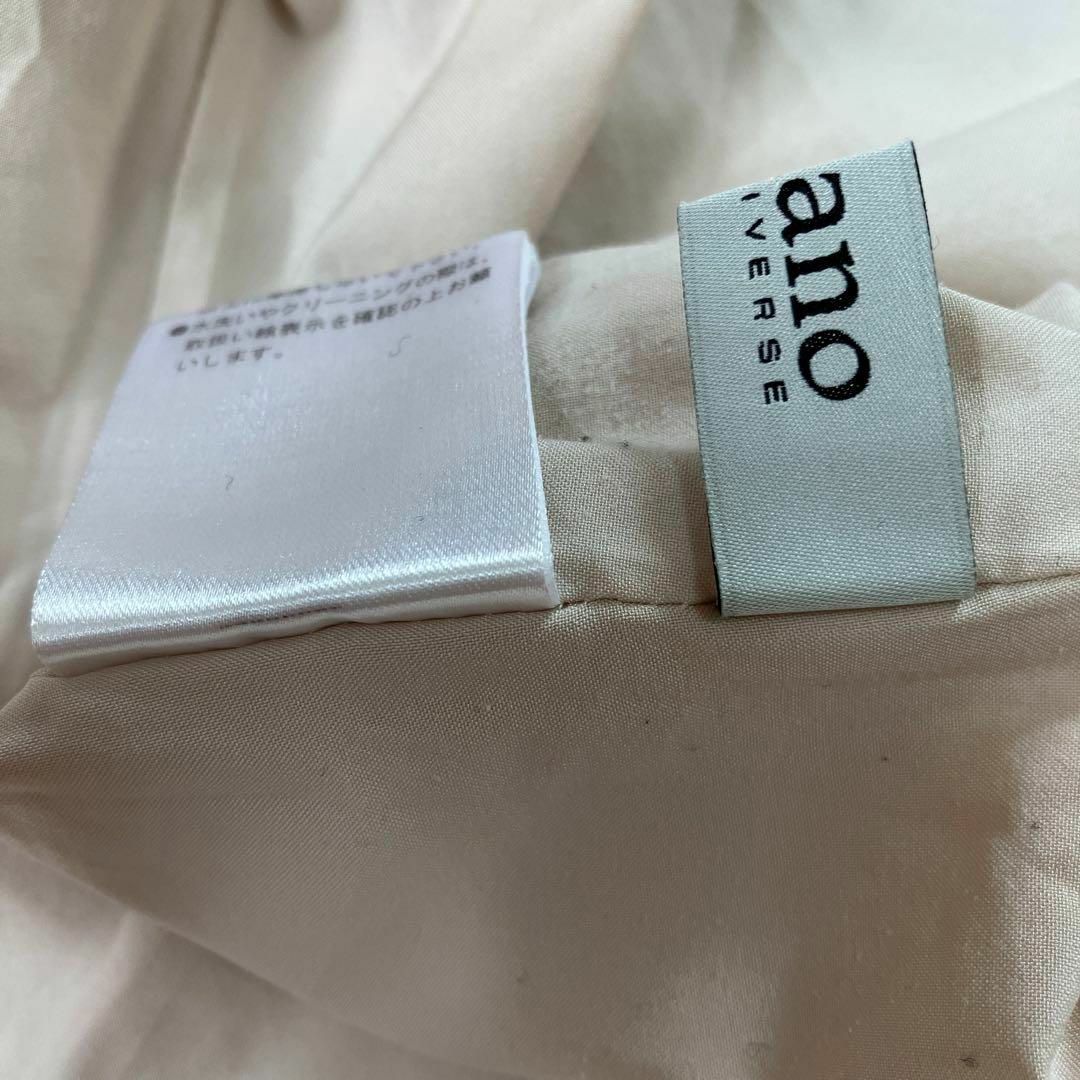 ●水洗いやクリーニングの際は、
取扱い絵表示を確認の上お願
いします。
ano
IVERSE